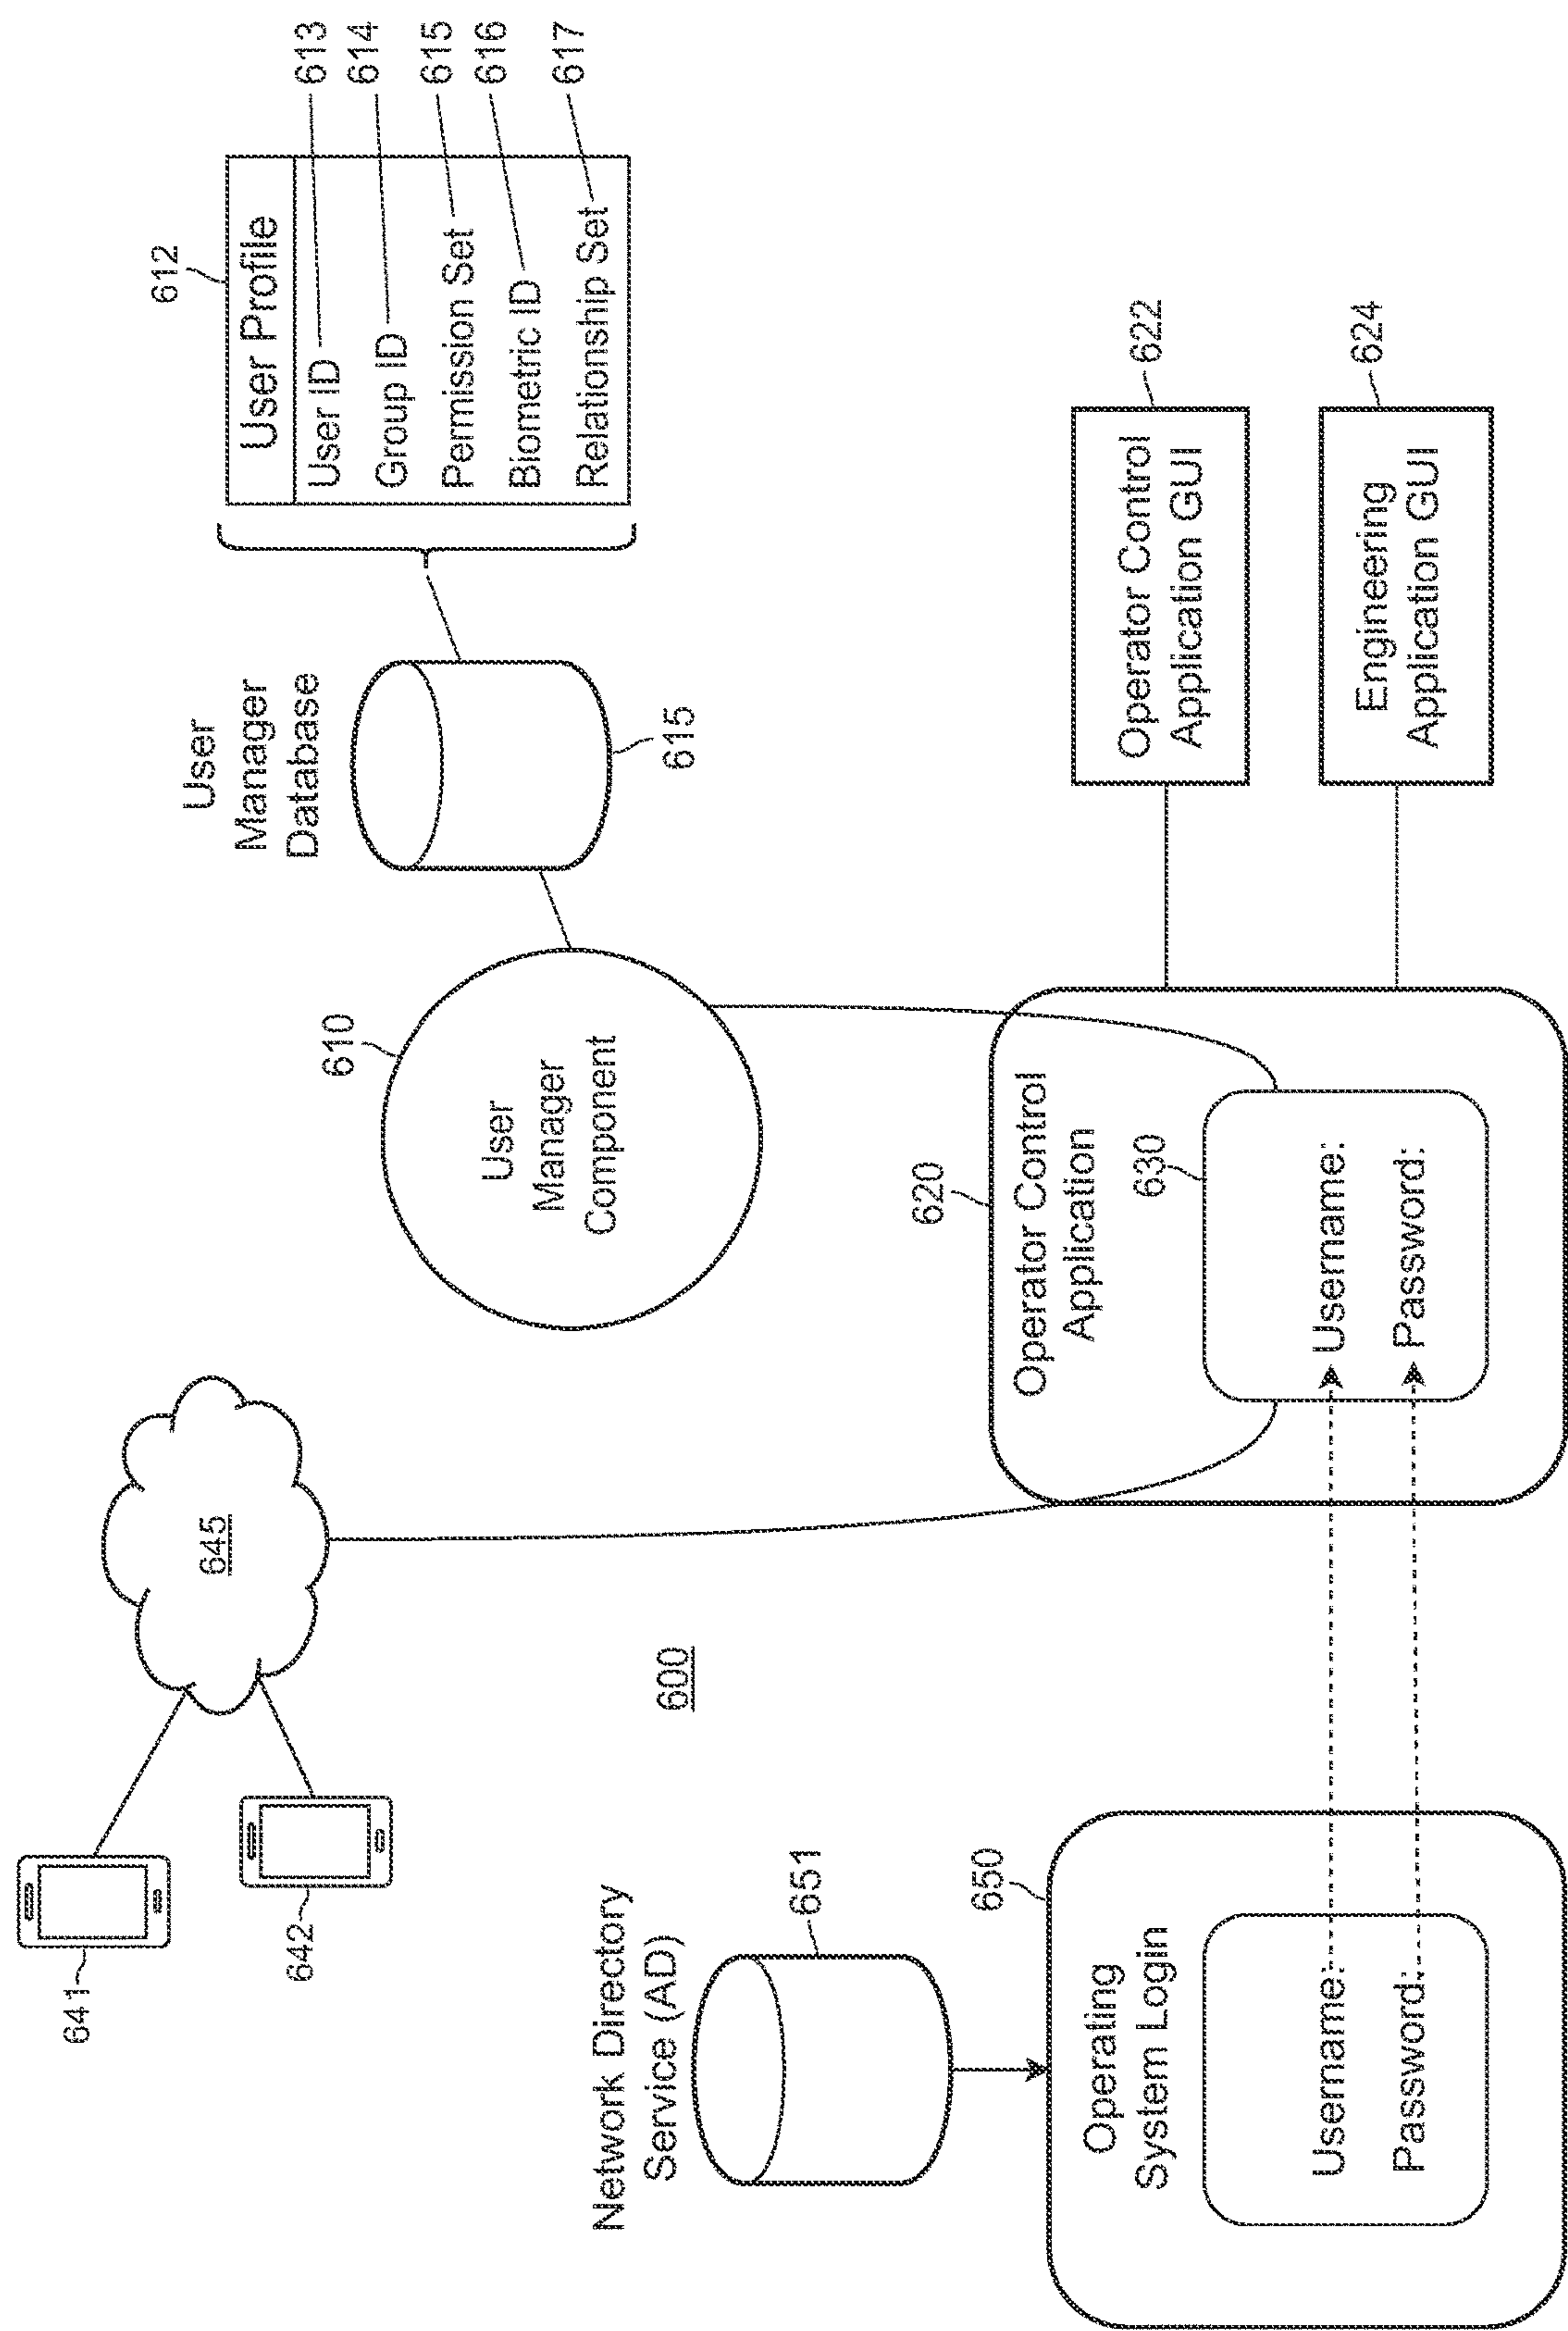 641
642
645
Network Directory
Service (AD)
651
600
650
Operating
System Login
Username:
Password:
User
Manager
Database
615
612
User Profile
User ID
Group ID
Permission Set
Biometric ID
Relationship Set
613
614
615
616
617
610
User
Manager
Component
620
Operator Control
Application
630
Username:
Password:
Operator Control
Application GUI
622
Engineering
Application GUI
624